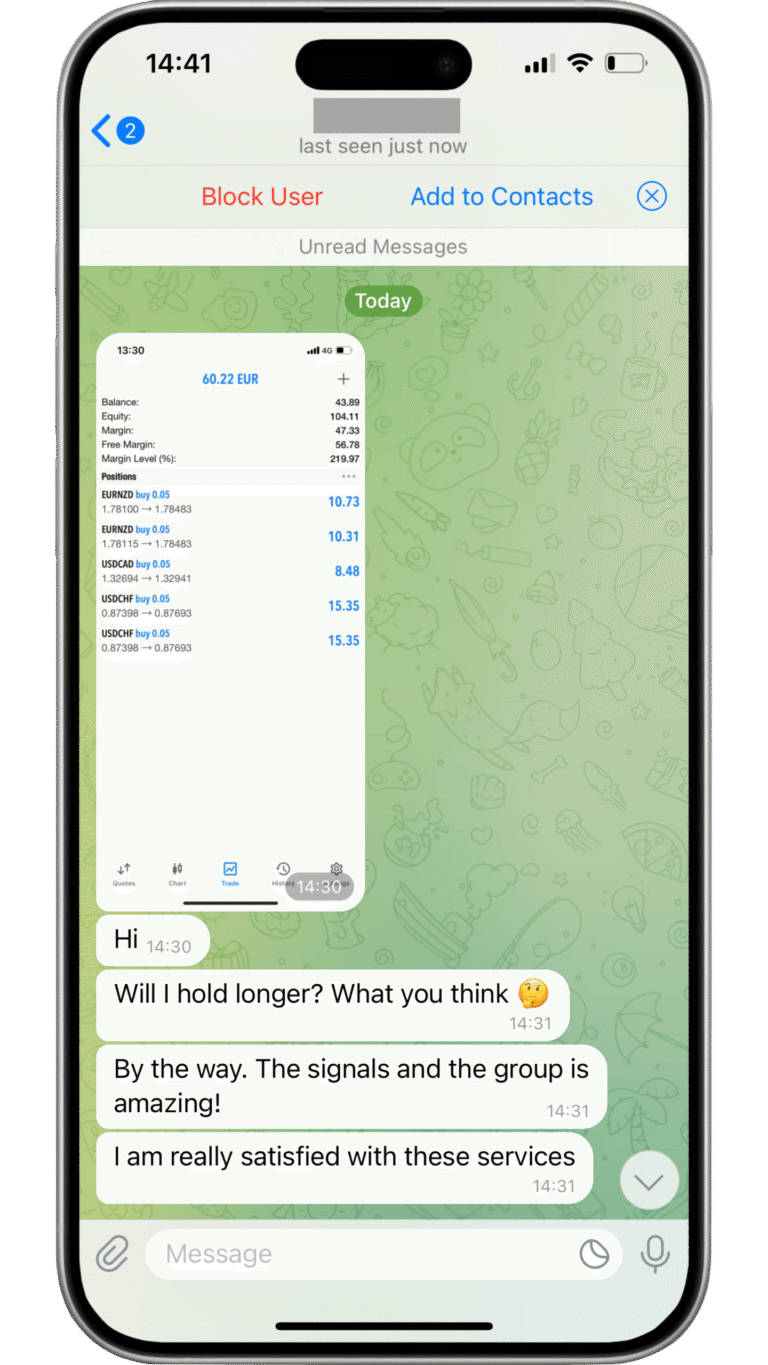 14:41
2
last seen just now
Block User Add to Contacts
Unread Messages
Today
13:30 4G
60.22 EUR +
Balance: 43.89
Equity: 104.11
Margin: 47.33
Free Margin: 56.78
Margin Level (%): 219.97
Positions
EURNZD buy 0.05 10.73
1.78100 → 1.78483
EURNZD buy 0.05 10.31
1.78115 → 1.78483
USDCAD buy 0.05 8.48
1.32694 → 1.32941
USDCHF buy 0.05 15.35
0.87398 → 0.87693
USDCHF buy 0.05 15.35
0.87398 → 0.87693
Quotes Chart Trade
14:30
Hi 14:30
Will I hold longer? What you think 🤔
14:31
By the way. The signals and the group is
amazing!
14:31
I am really satisfied with these services
14:31
Message